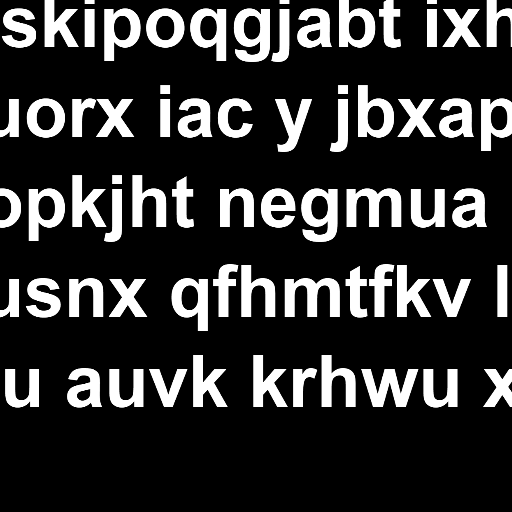 skipoqgjabt ixh
uorx iac y jbxap
opkjht negmua
usnx qfhmtfkv l
u auvk krhwu x